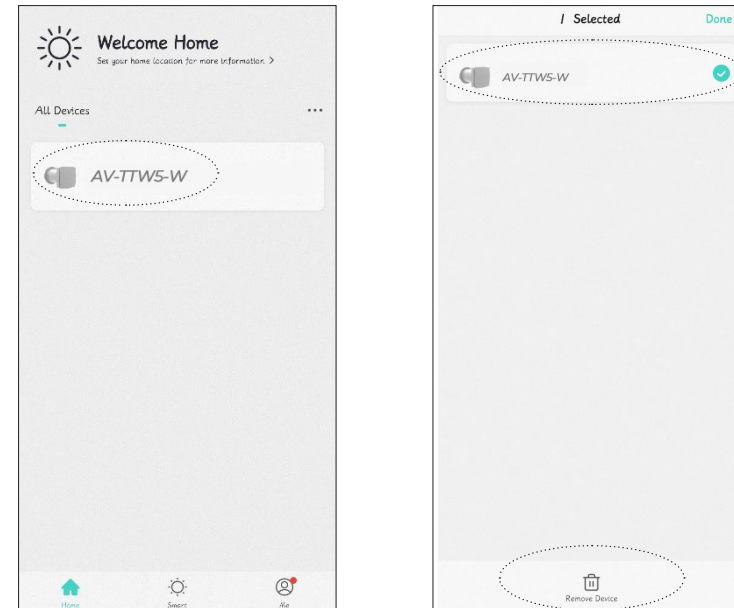 Welcome Home
Set your home location for more information >
All Devices
AV-TTW5-W
Home
Smart
Me
1 Selected
Done
AV-TTW5-W
Remove Device